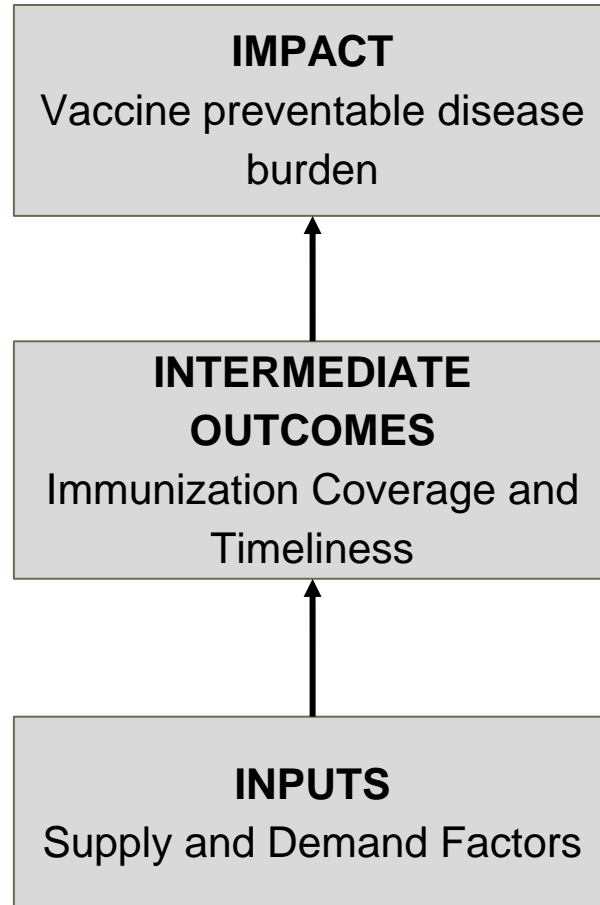 IMPACT
Vaccine preventable disease
burden
INTERMEDIATE
OUTCOMES
Immunization Coverage and
Timeliness
INPUTS
Supply and Demand Factors